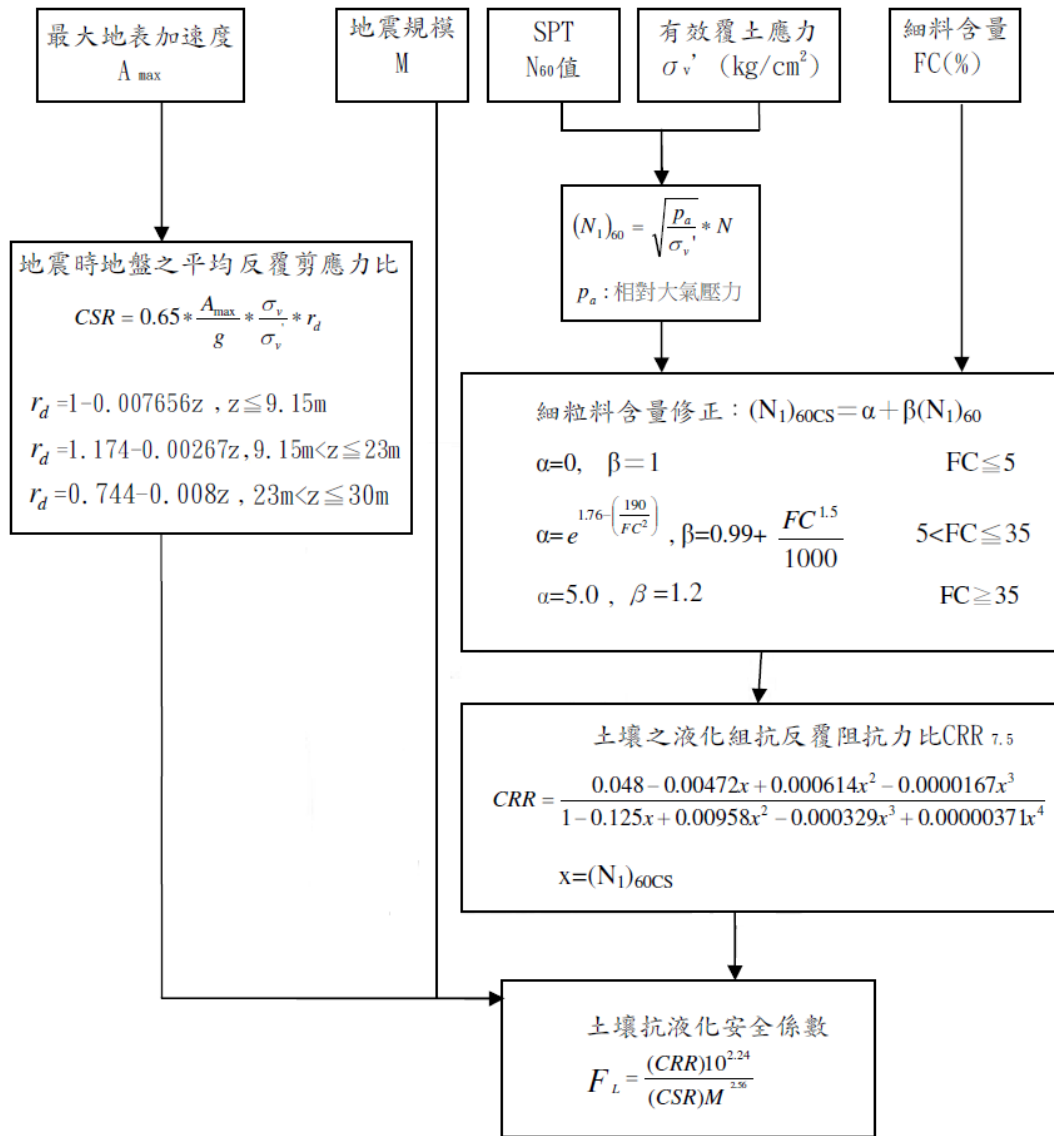 最大地表加速度
A max
地震規模
M
SPT
N60值
有效覆土應力
σv' (kg/cm²)
細料含量
FC(%)
(N₁)₆₀ = √(pₐ/σᵥ') * N
pₐ:相對大氣壓力
地震時地盤之平均反覆剪應力比
CSR = 0.65 * Amax/g * σᵥ/σᵥ' * r_d
r_d =1-0.007656z , z≦9.15m
r_d =1.174-0.00267z, 9.15m<z≦23m
r_d =0.744-0.008z , 23m<z≦30m
細粒料含量修正:(N₁)₆₀CS=α+β(N₁)₆₀
α=0, β=1 FC≦5
α=e^(1.76-(190/FC²)) , β=0.99+ FC^1.5/1000 5<FC≦35
α=5.0 , β=1.2 FC≧35
土壤之液化組抗反覆阻抗力比CRR 7.5
CRR = (0.048 - 0.00472x + 0.000614x² - 0.0000167x³)/(1 - 0.125x + 0.00958x² - 0.000329x³ + 0.00000371x⁴)
x=(N₁)₆₀CS
土壤抗液化安全係數
F_L = (CRR)10^2.24/(CSR)M^2.56